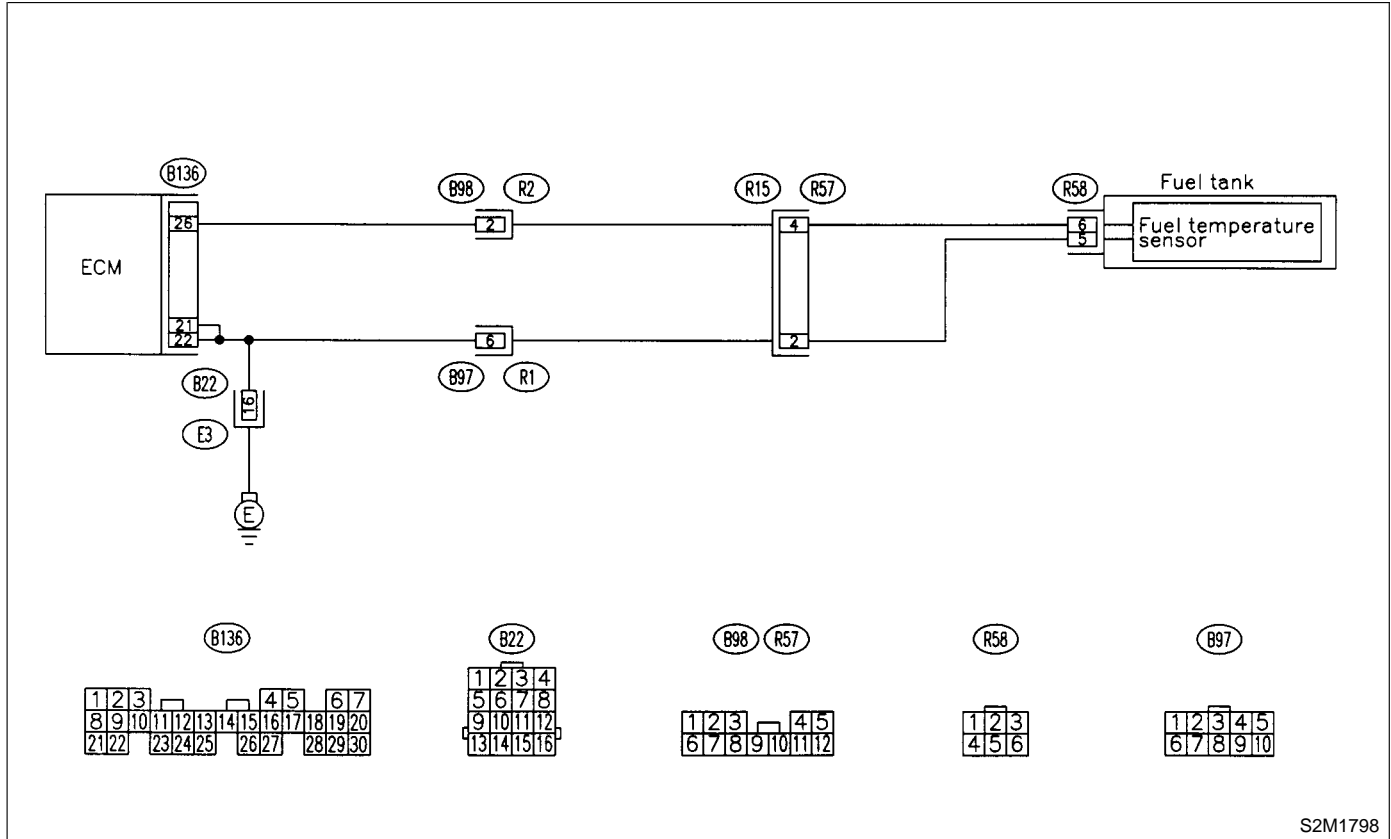 B136
B98 R2
R15 R57
R58
Fuel tank
26
2
4
6
Fuel temperature
sensor
5
ECM
21
22
6
2
B97 R1
B22
16
E3
E
B136
B22
B98 R57
R58
B97
1 2 3 4 5 6 7
8 9 10 11 12 13 14 15 16 17 18 19 20
21 22 23 24 25 26 27 28 29 30
1 2 3 4
5 6 7 8
9 10 11 12
13 14 15 16
1 2 3 4 5
6 7 8 9 10 11 12
1 2 3
4 5 6
1 2 3 4 5
6 7 8 9 10
S2M1798